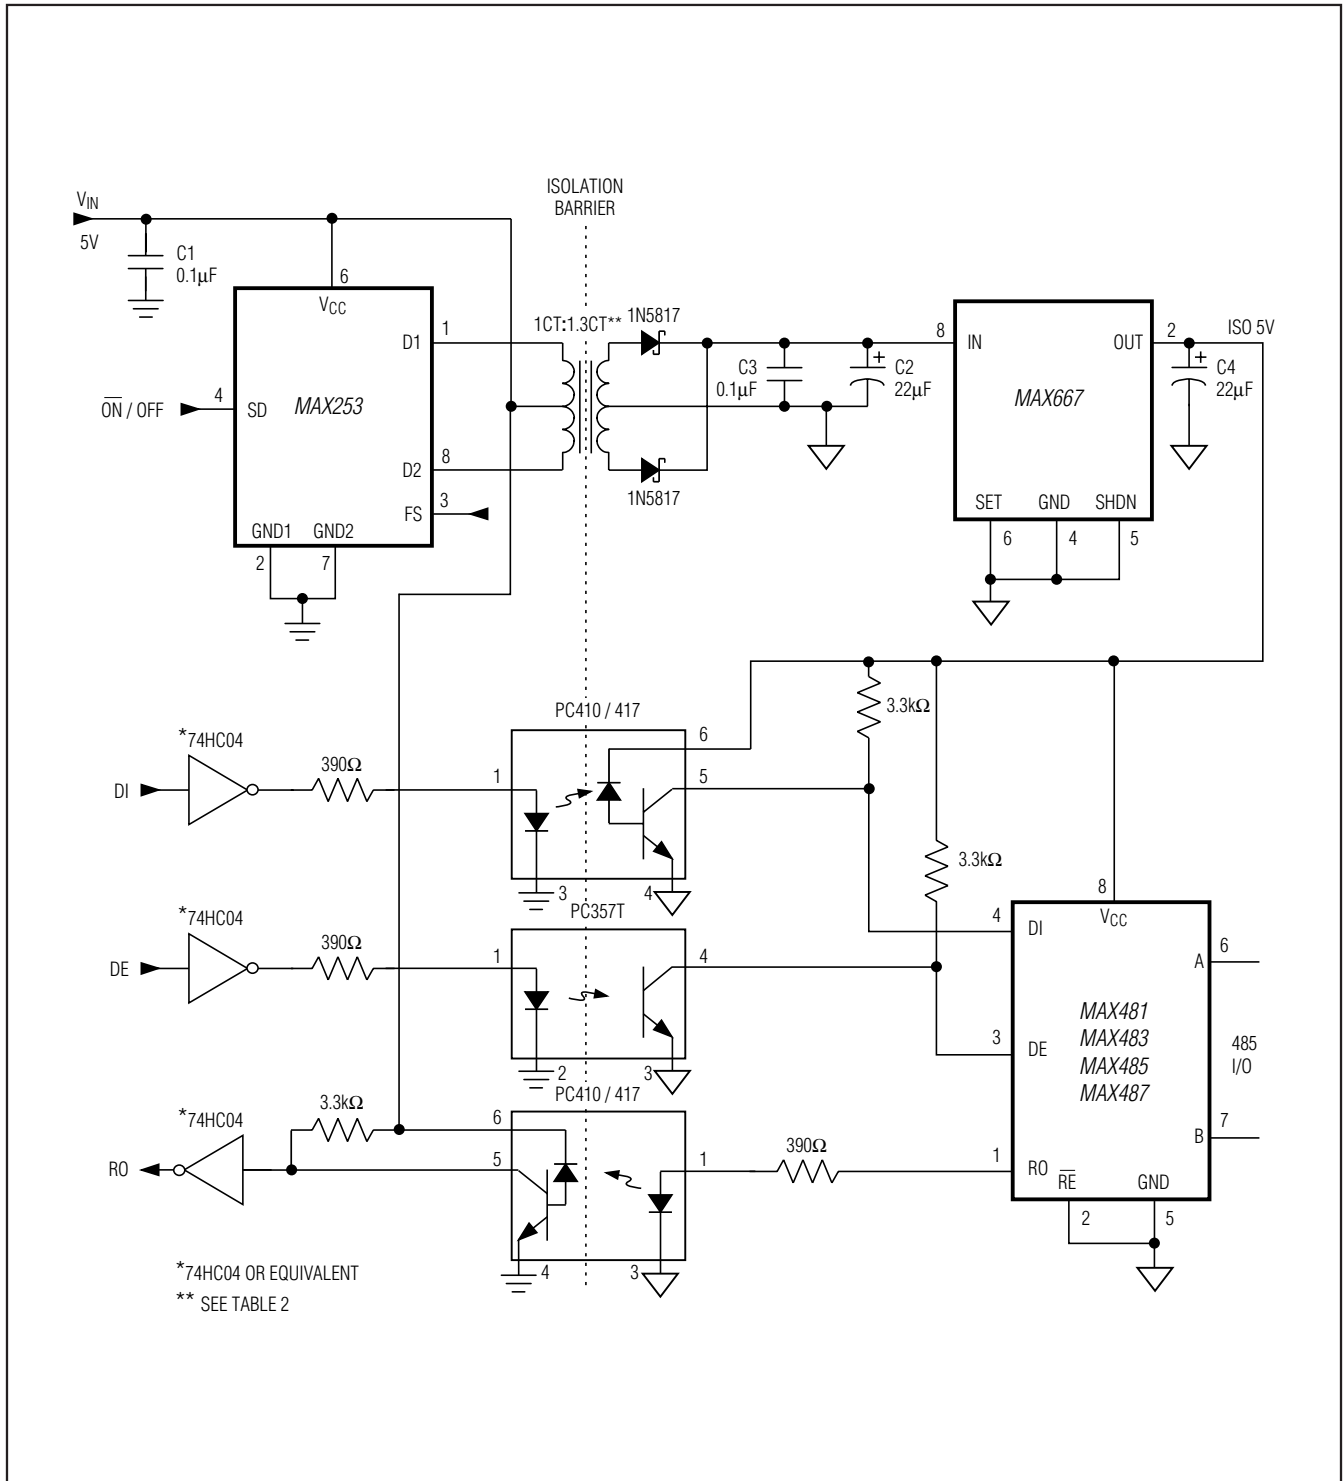 VIN
5V
C1
0.1µF
ISOLATION
BARRIER
6
VCC
D1
1
4
ON / OFF
SD
MAX253
D2
8
FS
3
GND1
GND2
2
7
1CT:1.3CT**
1N5817
1N5817
C3
0.1µF
+
C2
22µF
8
IN
OUT
2
MAX667
SET
GND
SHDN
6
4
5
ISO 5V
+
C4
22µF
PC410 / 417
*74HC04
390Ω
DI
1
6
5
3
4
3.3kΩ
3.3kΩ
PC357T
*74HC04
390Ω
DE
1
4
2
3
PC410 / 417
*74HC04
3.3kΩ
RO
6
5
4
1
3
390Ω
8
VCC
4
DI
3
DE
1
RO
RE
GND
2
5
A
6
B
7
MAX481
MAX483
MAX485
MAX487
485
I/O
*74HC04 OR EQUIVALENT
** SEE TABLE 2